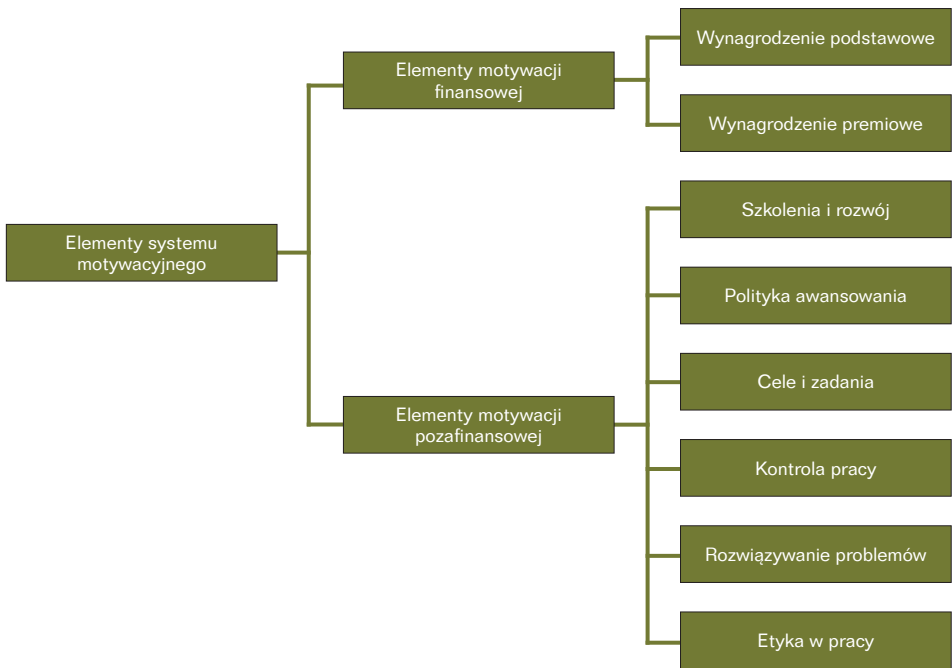 Wynagrodzenie podstawowe
Elementy motywacji
finansowej
Wynagrodzenie premiowe
Szkolenia i rozwój
Elementy systemu
motywacyjnego
Polityka awansowania
Cele i zadania
Elementy motywacji
pozafinansowej
Kontrola pracy
Rozwiązywanie problemów
Etyka w pracy